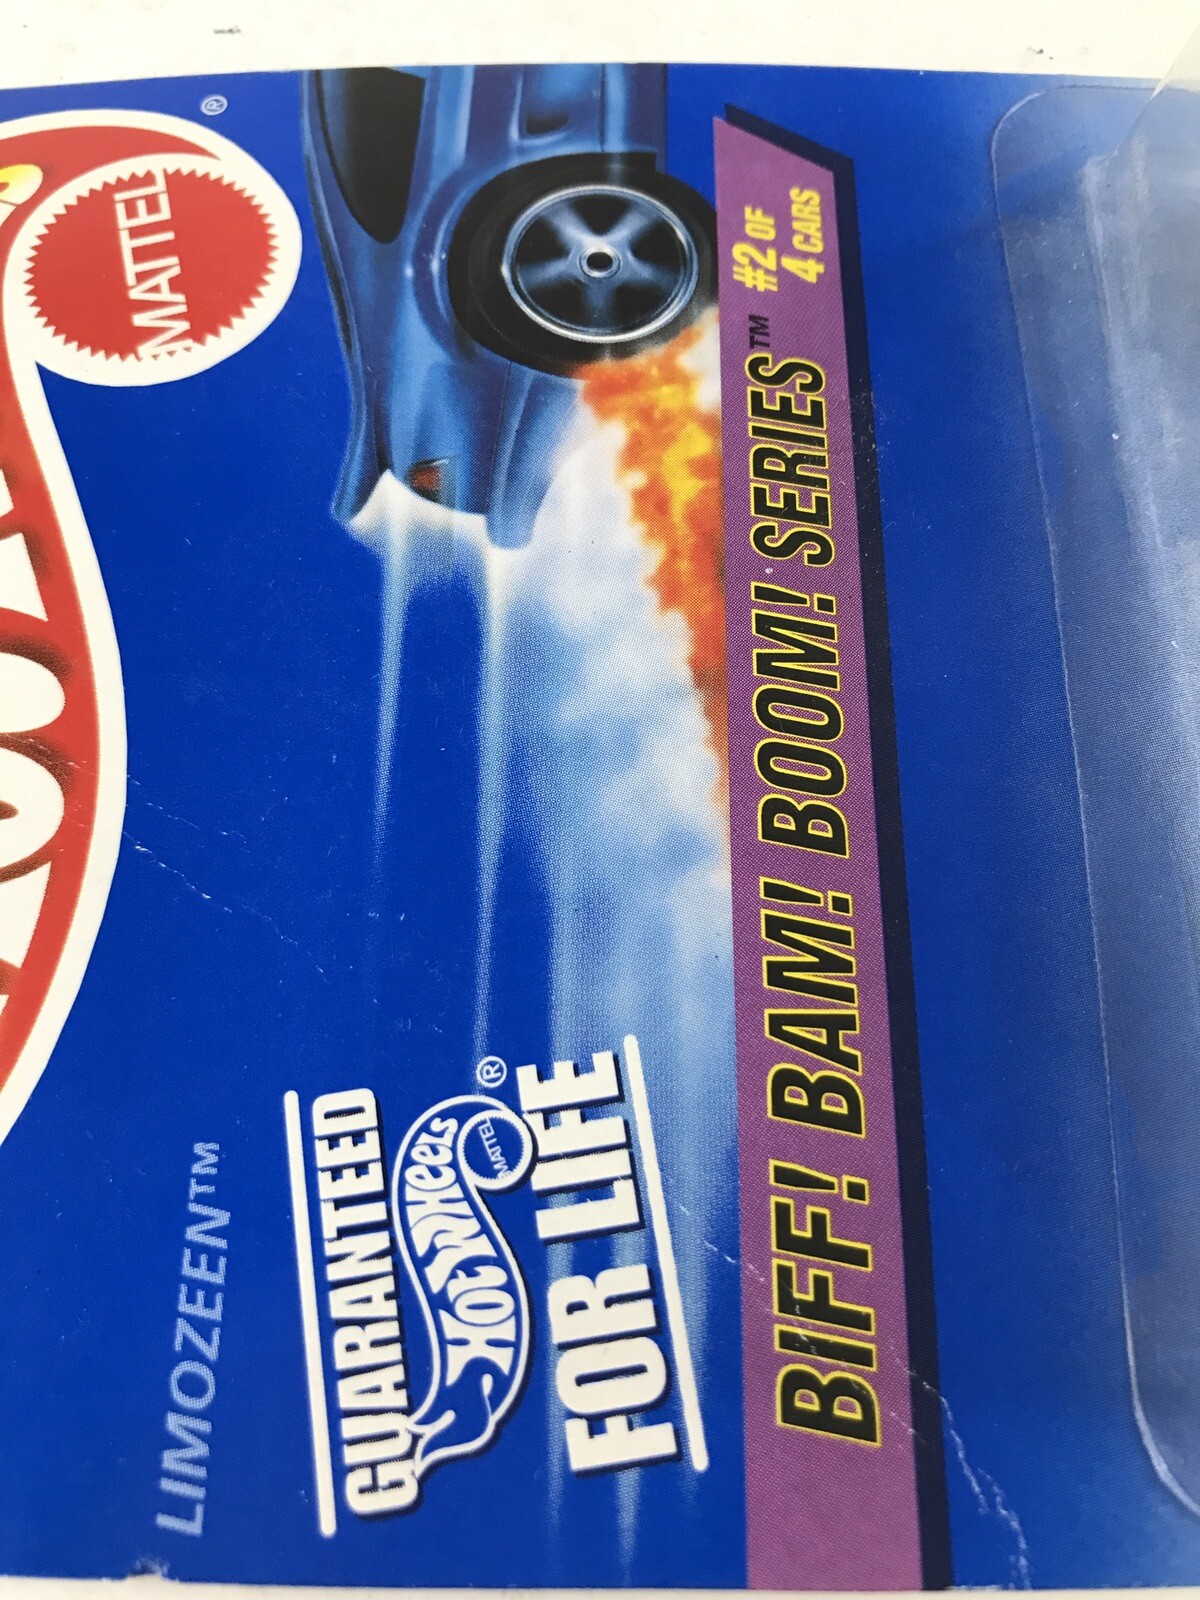 MATTEL
®
LIMOZEEN™
GUARANTEED
HOT WHEELS ®
MATTEL
FOR LIFE
BIFF! BAM! BOOM! SERIES™ #2 OF
4 CARS